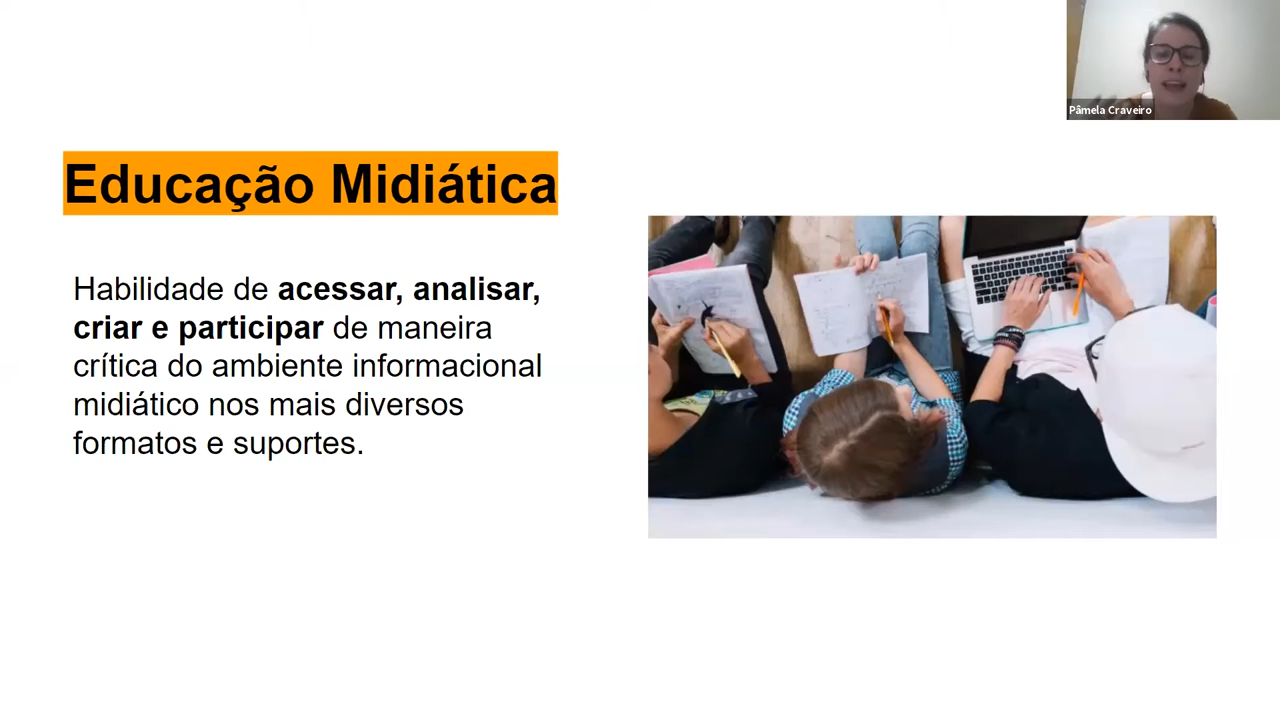 Pâmela Craveiro
Educação Midiática
Habilidade de acessar, analisar,
criar e participar de maneira
crítica do ambiente informacional
midiático nos mais diversos
formatos e suportes.